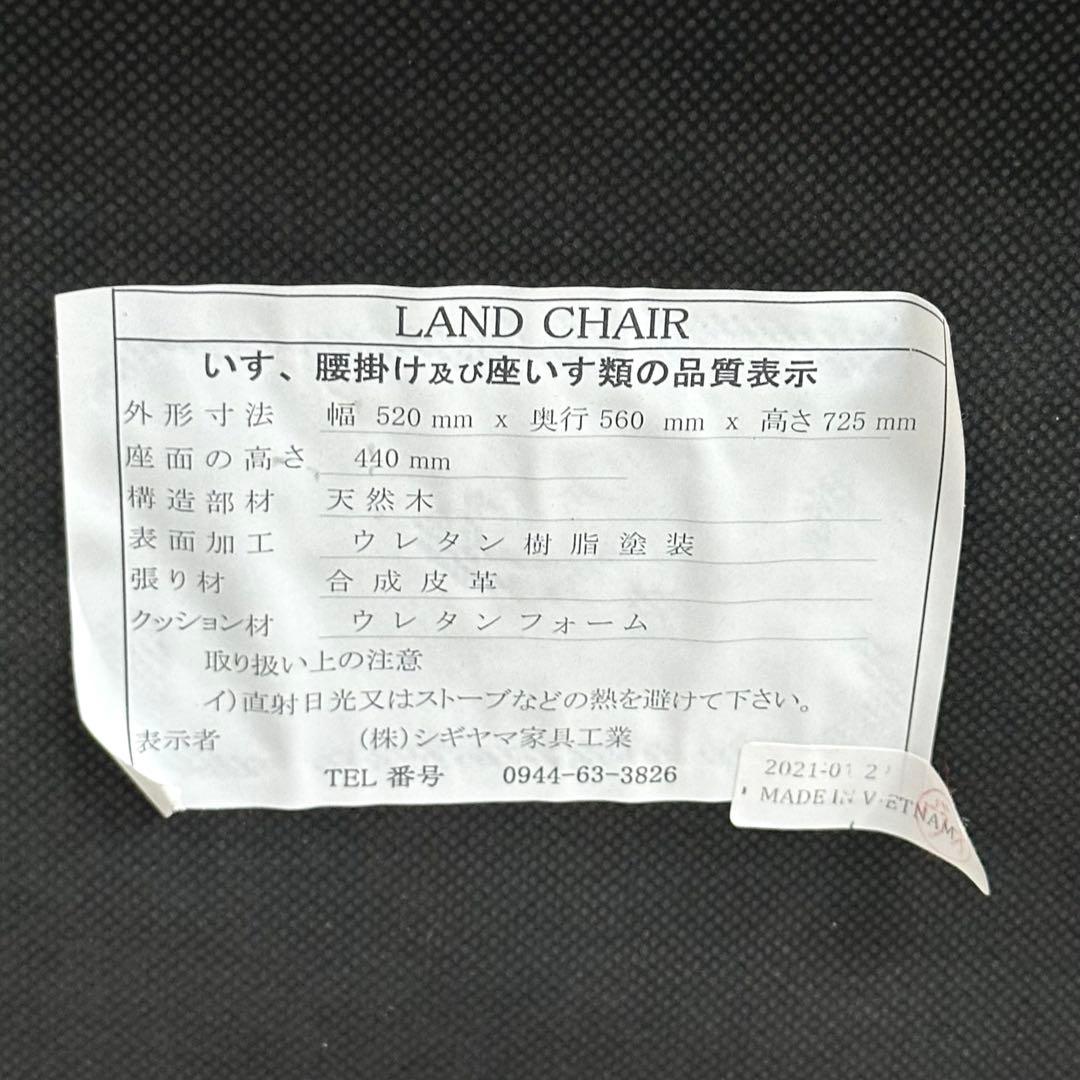 LAND CHAIR
いす、腰掛け及び座いす類の品質表示
外形寸法 幅 520 mm x 奥行 560 mm x 高さ 725 mm
座面の高さ 440 mm
構造部材 天然木
表面加工 ウレタン樹脂塗装
張り材 合成皮革
クッション材 ウレタンフォーム
取り扱い上の注意
イ)直射日光又はストーブなどの熱を避けて下さい。
表示者 (株)シギヤマ家具工業
TEL 番号 0944-63-3826
2021-01
MADE IN VIETNAM